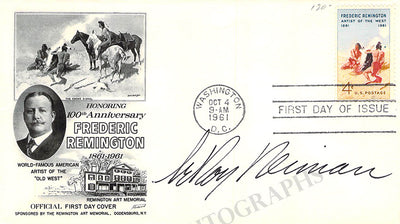 HONORING
100th Anniversary
FREDERIC
REMINGTON
1861-1961
WORLD-FAMOUS AMERICAN
ARTIST OF THE
"OLD WEST"
REMINGTON ART MEMORIAL
OFFICIAL FIRST DAY COVER
SPONSORED BY THE REMINGTON ART MEMORIAL, OGDENSBURG, N.Y.
WASHINGTON
OCT 4
9-AM
1961
D.C.
120-
FREDERIC REMINGTON
ARTIST OF THE WEST
1861 1961
4¢
U.S. POSTAGE
FIRST DAY OF ISSUE
LeRoy Neiman
AUTOGRAPHS